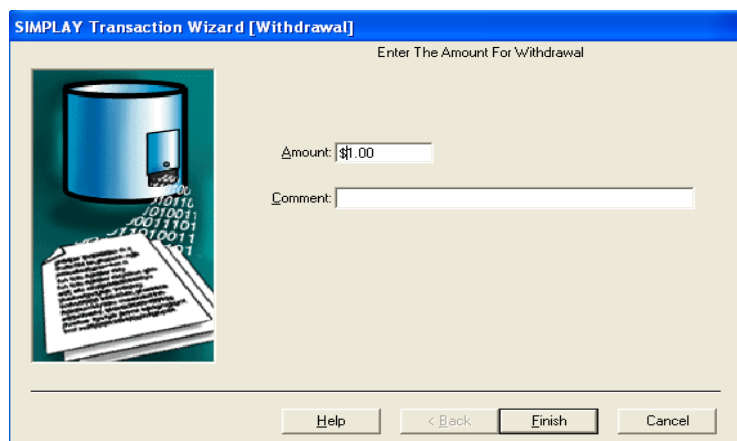 SIMPLAY Transaction Wizard [Withdrawal]
Enter The Amount For Withdrawal
Amount: $1.00
Comment:
Help < Back Finish Cancel